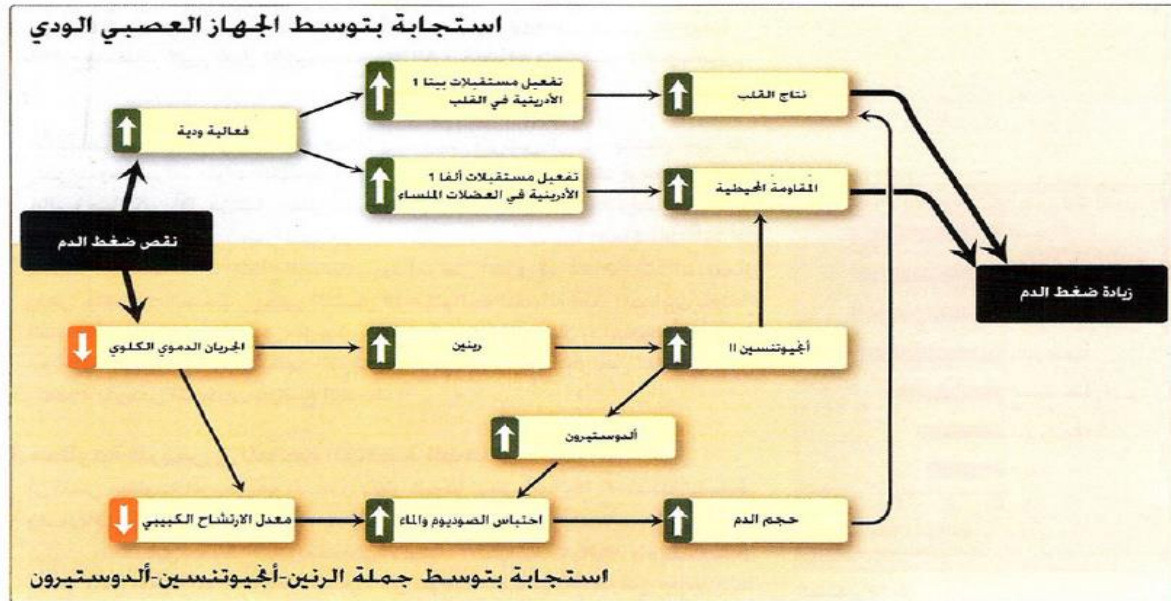 استجابة بتوسط الجهاز العصبي الودي
فعالية ودية
تفعيل مستقبلات بيتا 1
الأدرينية في القلب
نتاج القلب
تفعيل مستقبلات ألفا 1
الأدرينية في العضلات الملساء
المقاومة المحيطية
نقص ضغط الدم
زيادة ضغط الدم
الجريان الدموي الكلوي
رينين
أنجيوتنسين II
ألدوستيرون
معدل الارتشاح الكبيبي
احتباس الصوديوم والماء
حجم الدم
استجابة بتوسط جملة الرنين-أنجيوتنسين-ألدوستيرون